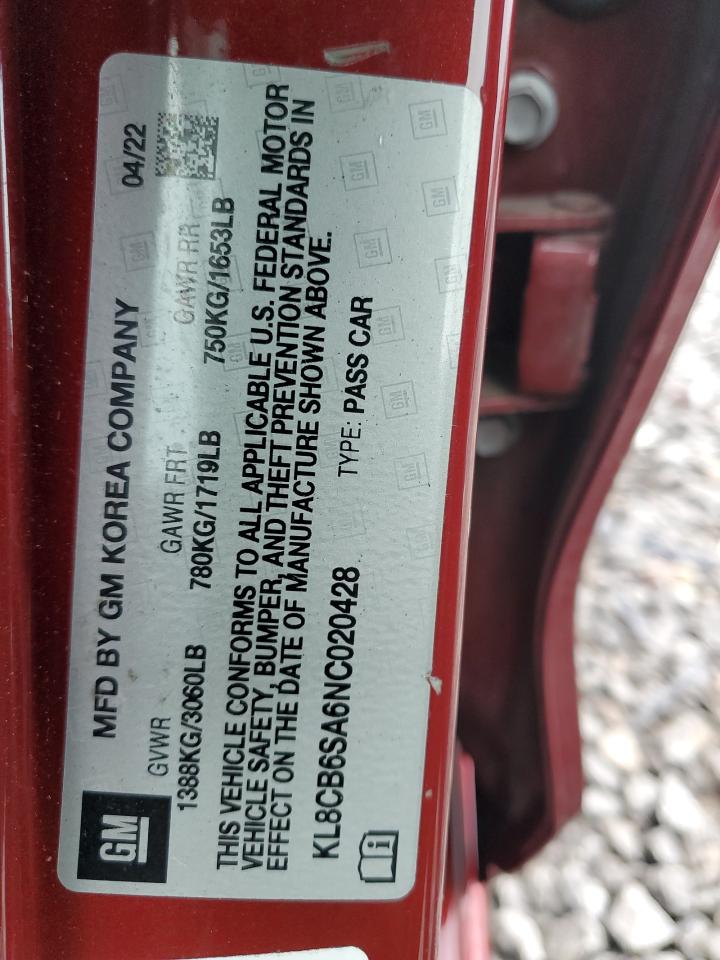 GM
MFD BY GM KOREA COMPANY 04/22
GVWR GAWR FRT GAWR RR
1388KG/3060LB 780KG/1719LB 750KG/1653LB
THIS VEHICLE CONFORMS TO ALL APPLICABLE U.S. FEDERAL MOTOR
VEHICLE SAFETY, BUMPER, AND THEFT PREVENTION STANDARDS IN
EFFECT ON THE DATE OF MANUFACTURE SHOWN ABOVE.
KL8CB6SA6NC020428 TYPE: PASS CAR